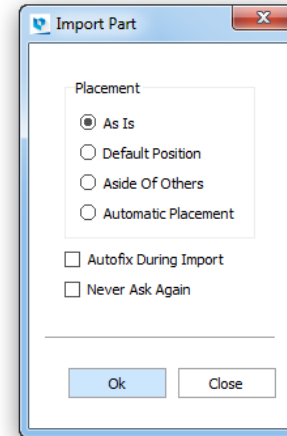 Import Part
Placement
As Is
Default Position
Aside Of Others
Automatic Placement
Autofix During Import
Never Ask Again
Ok Close